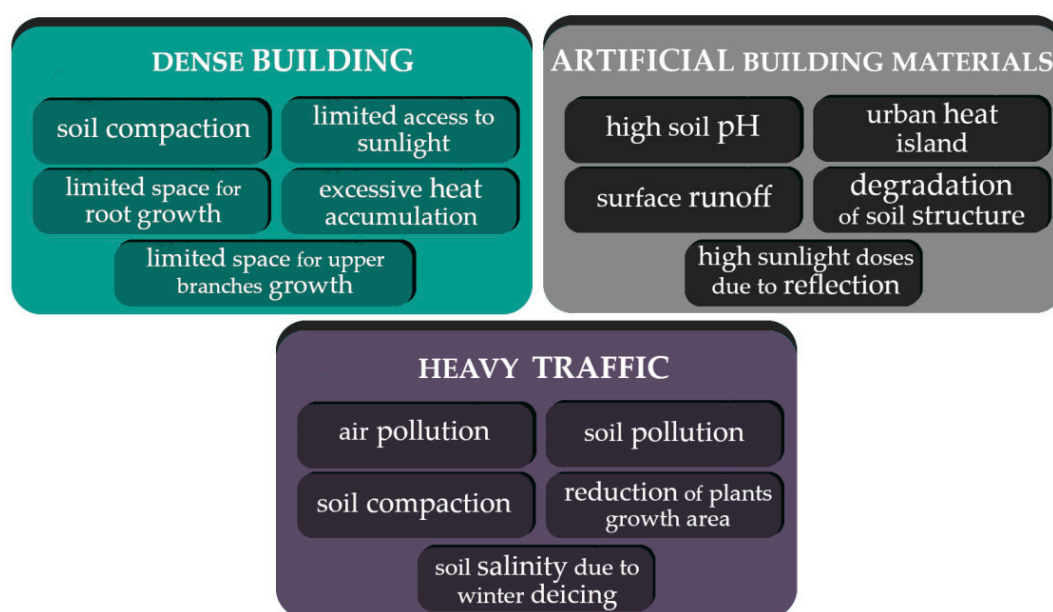 DENSE BUILDING
soil compaction
limited access to
sunlight
limited space for
root growth
excessive heat
accumulation
limited space for upper
branches growth
ARTIFICIAL BUILDING MATERIALS
high soil pH
urban heat
island
surface runoff
degradation
of soil structure
high sunlight doses
due to reflection
HEAVY TRAFFIC
air pollution
soil pollution
soil compaction
reduction of plants
growth area
soil salinity due to
winter deicing